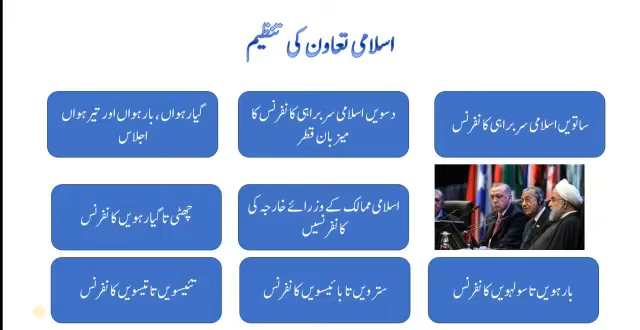 اسلامی تعاون کی تنظیم
ساتویں اسلامی سربراہی کانفرنس
دسویں اسلامی سربراہی کانفرنس کا
میزبان قطر
گیارھواں ، بارہواں اور تیرھواں
اجلاس
اسلامی ممالک کے وزرائے خارجہ کی
کانفرنسیں
چھٹی تا گیارہویں کانفرنس
بارہویں تا سولہویں کانفرنس
سترویں تا بائیسویں کانفرنس
تئیسویں تا تیسویں کانفرنس